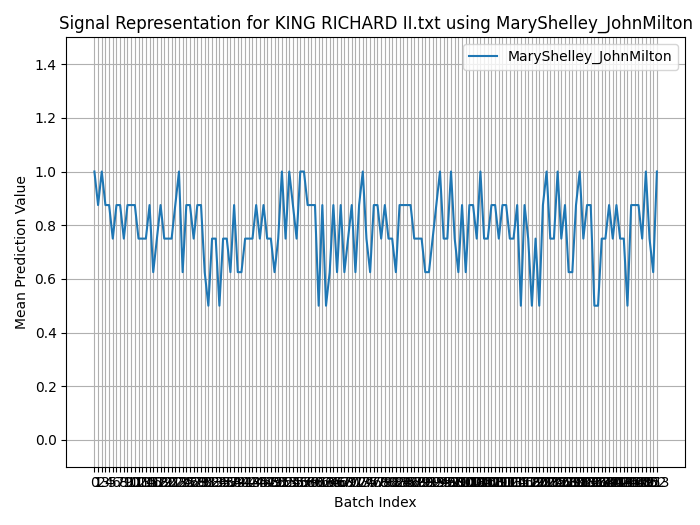 Signal Representation for KING RICHARD II.txt using MaryShelley_JohnMilton
MaryShelley_JohnMilton
1.4
1.2
1.0
0.8
0.6
0.4
0.2
0.0
Mean Prediction Value
Batch Index